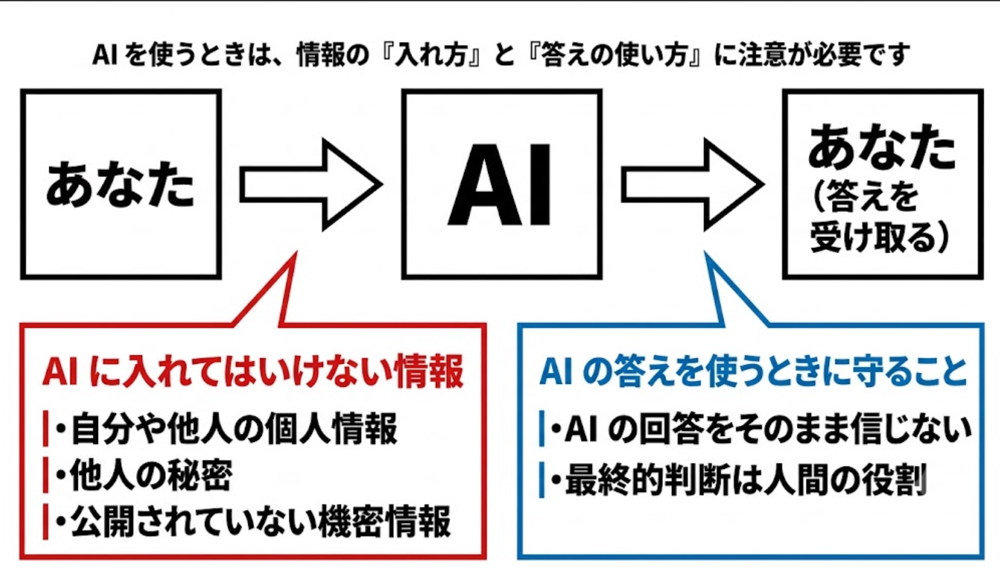 AI を使うときは、情報の『入れ方』と『答えの使い方』に注意が必要です
あなた
AI
あなた
（答えを
受け取る）
AI に入れてはいけない情報
・自分や他人の個人情報
・他人の秘密
・公開されていない機密情報
AI の答えを使うときに守ること
・AI の回答をそのまま信じない
・最終的判断は人間の役割